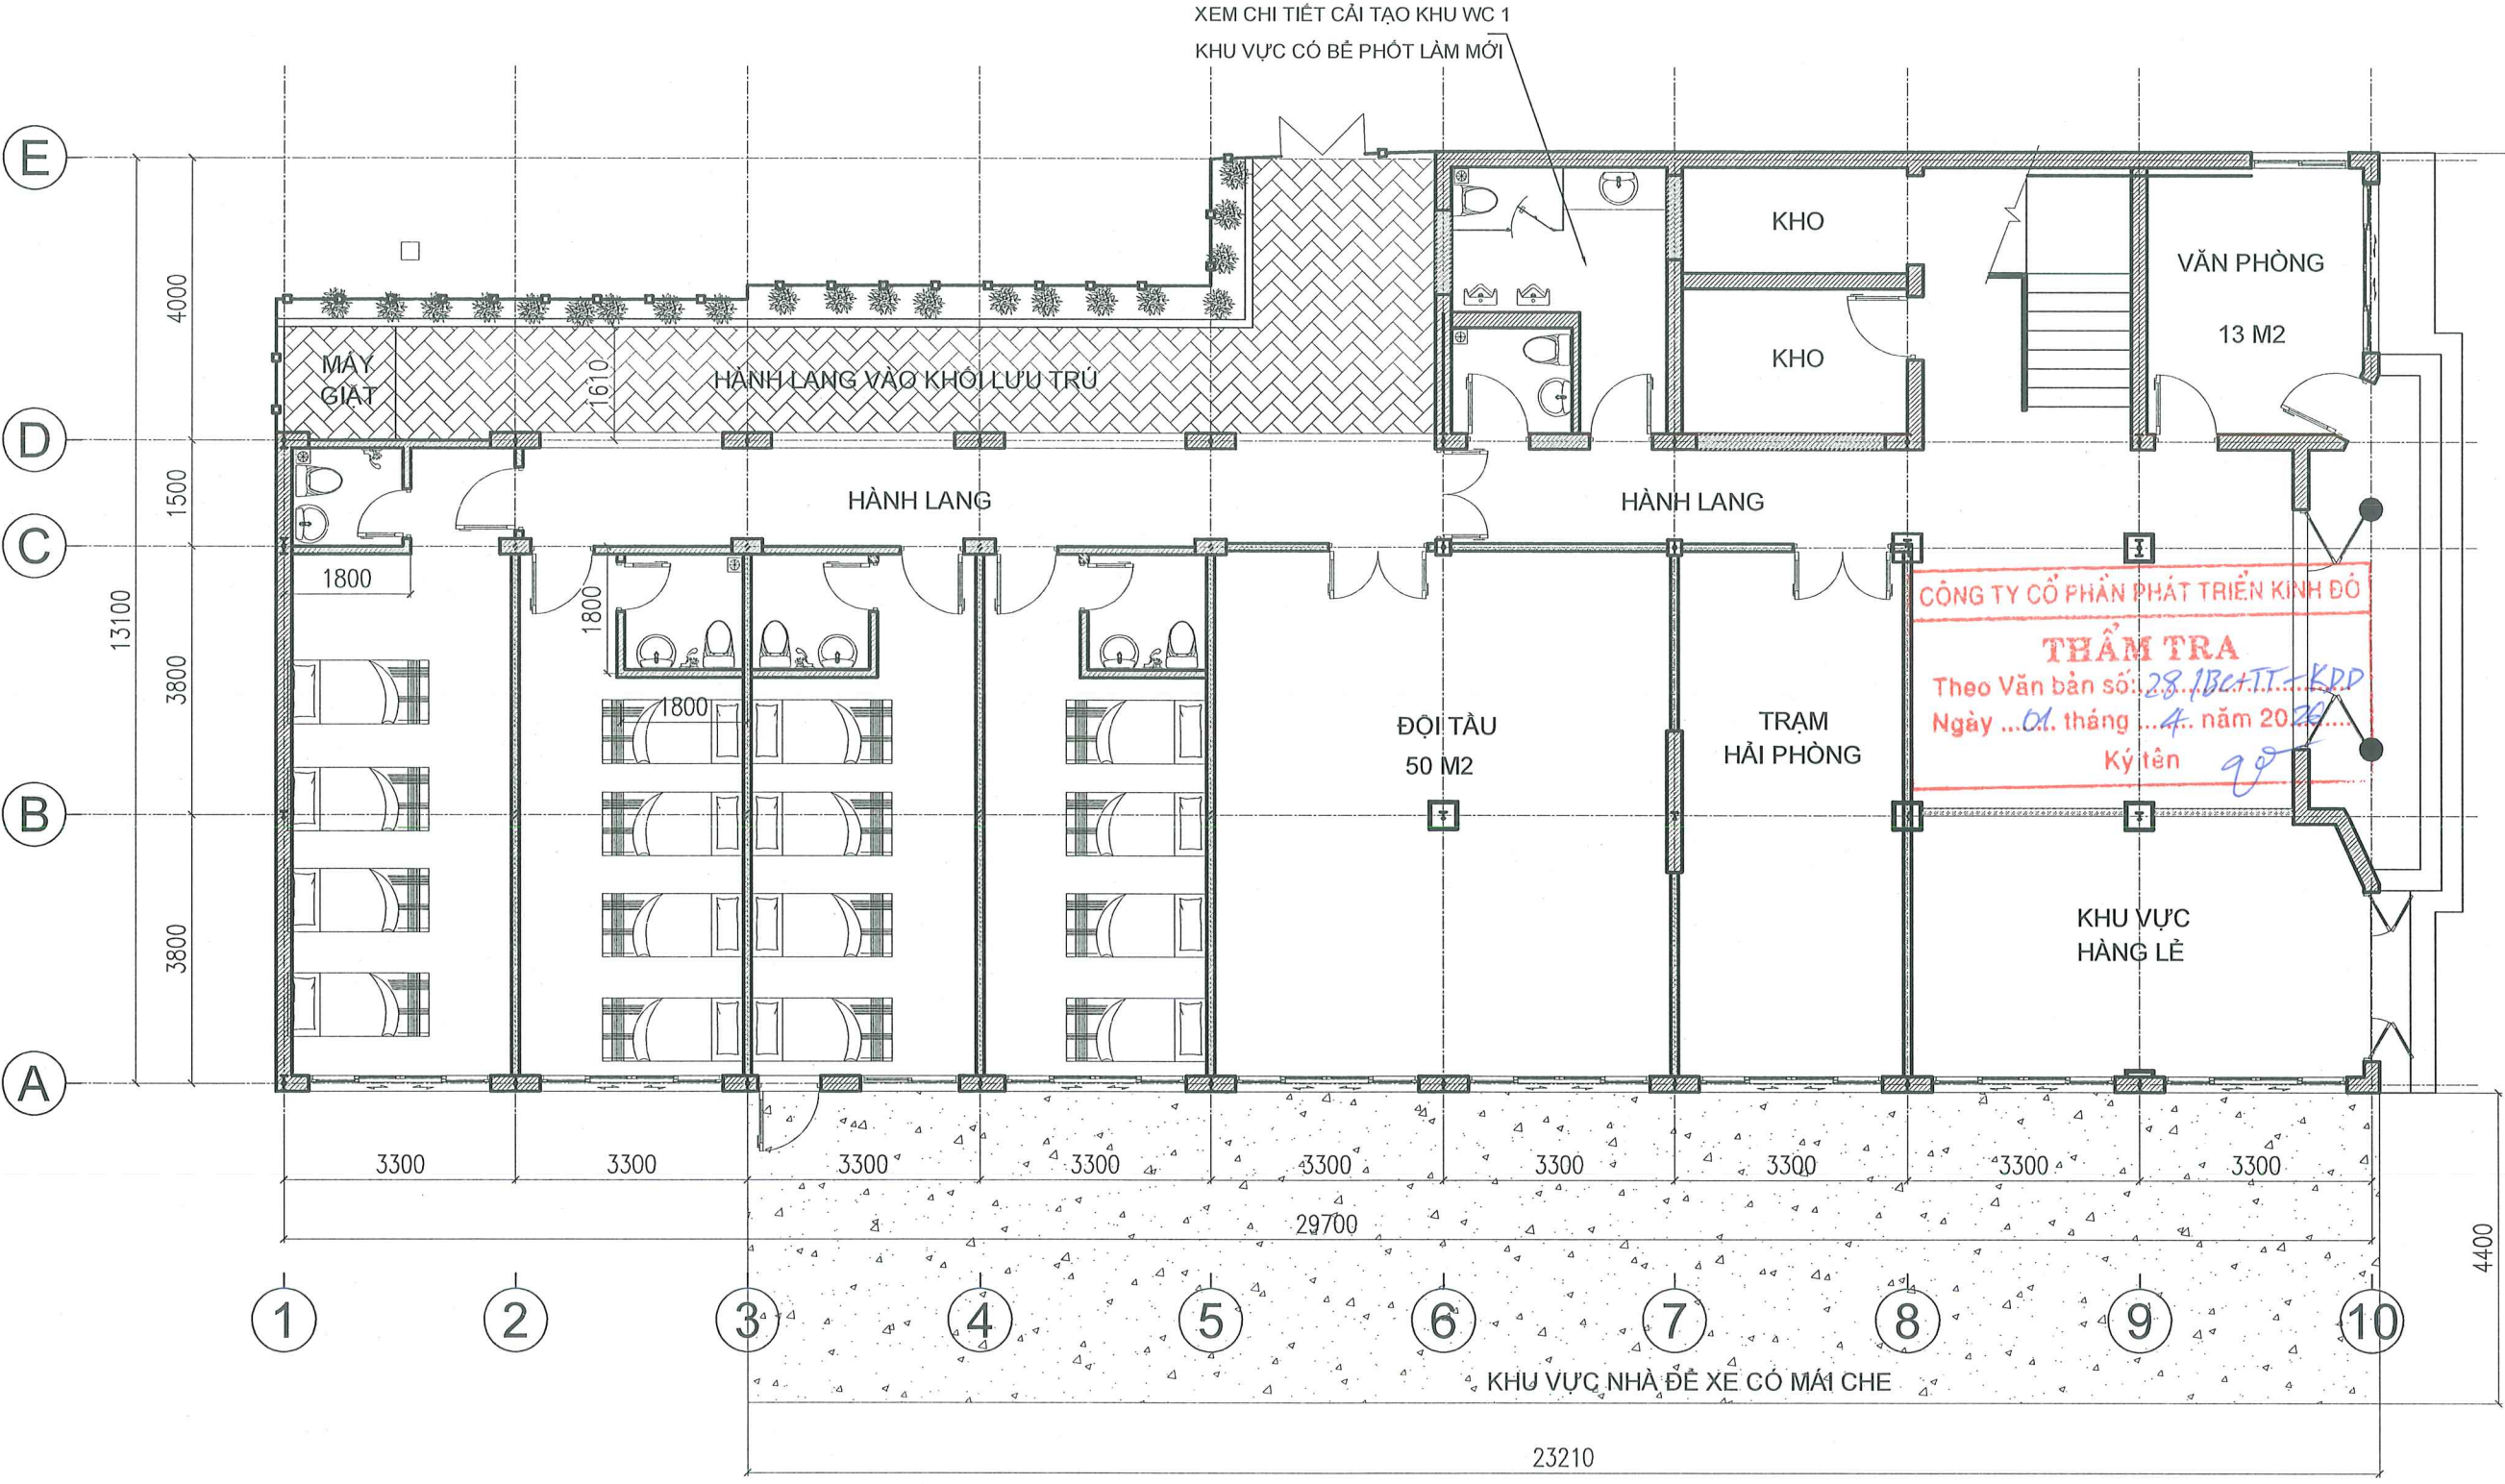 XEM CHI TIẾT CẢI TẠO KHU WC 1
KHU VỰC CÓ BỂ PHỐT LÀM MỚI
E
D
C
B
A
4000
1500
3800
3800
13100
KHO
KHO
VĂN PHÒNG
13 M2
MÁY
GIẶT
1610
HÀNH LANG VÀO KHỐI LƯU TRÚ
HÀNH LANG
HÀNH LANG
1800
1800
1800
ĐỘI TÀU
50 M2
TRẠM
HẢI PHÒNG
CÔNG TY CỔ PHẦN PHÁT TRIỂN KINH ĐÔ
THẨM TRA
Theo Văn bản số: 28./BC-TT-KDD
Ngày ...01. tháng ...4.. năm 2026
Ký tên
KHU VỰC
HÀNG LẺ
3300
3300
3300
3300
3300
3300
3300
3300
3300
29700
4400
1
2
3
4
5
6
7
8
9
10
KHU VỰC NHÀ ĐỂ XE CÓ MÁI CHE
23210